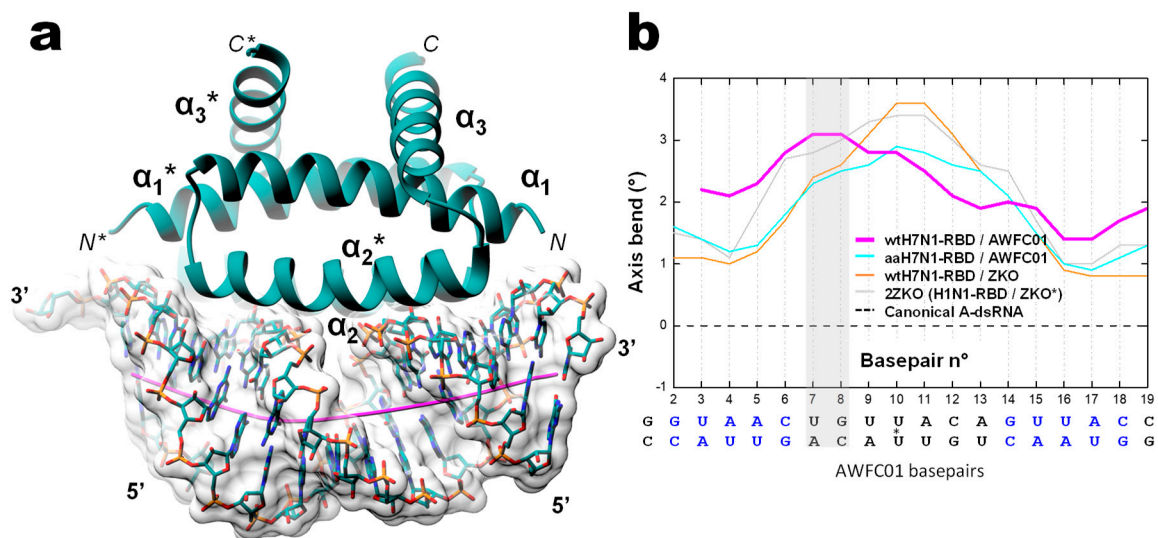 a
C*
C
α3*
α3
α1*
α1
N*
N
α2*
α2
3’
3’
5’
5’
b
Axis bend (°)
4
3
2
1
0
-1
wtH7N1-RBD / AWFC01
aaH7N1-RBD / AWFC01
wtH7N1-RBD / ZKO
2ZKO (H1N1-RBD / ZKO*)
Canonical A-dsRNA
Basepair n°
2 3 4 5 6 7 8 9 10 11 12 13 14 15 16 17 18 19
G G U A A C U G U U A C A G U U A C C
*
C C A U U G A C A U U G U C A A U G G
AWFC01 basepairs